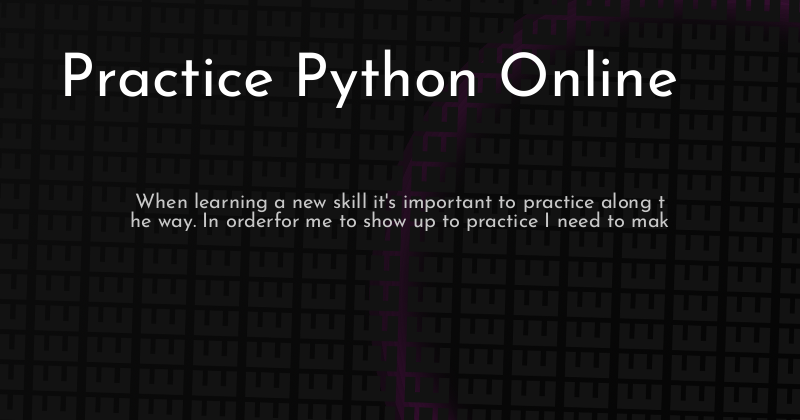 Practice Python Online
When learning a new skill it's important to practice along t
he way. In orderfor me to show up to practice I need to mak